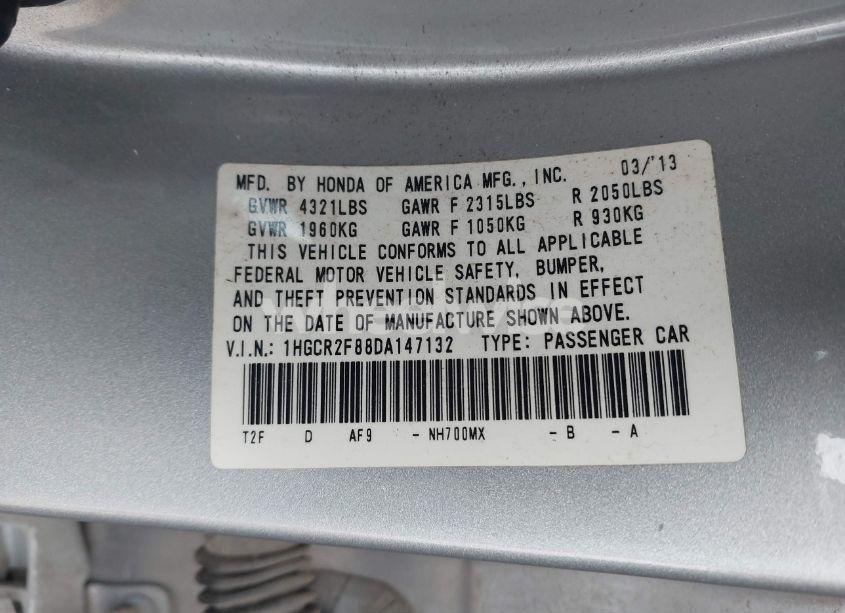 MFD. BY HONDA OF AMERICA MFG., INC. 03/'13
GVWR 4321LBS GAWR F 2315LBS R 2050LBS
GVWR 1960KG GAWR F 1050KG R 930KG
THIS VEHICLE CONFORMS TO ALL APPLICABLE
FEDERAL MOTOR VEHICLE SAFETY, BUMPER,
AND THEFT PREVENTION STANDARDS IN EFFECT
ON THE DATE OF MANUFACTURE SHOWN ABOVE.
V.I.N.: 1HGCR2F88DA147132 TYPE: PASSENGER CAR
T2F D AF9 - NH700MX - B - A